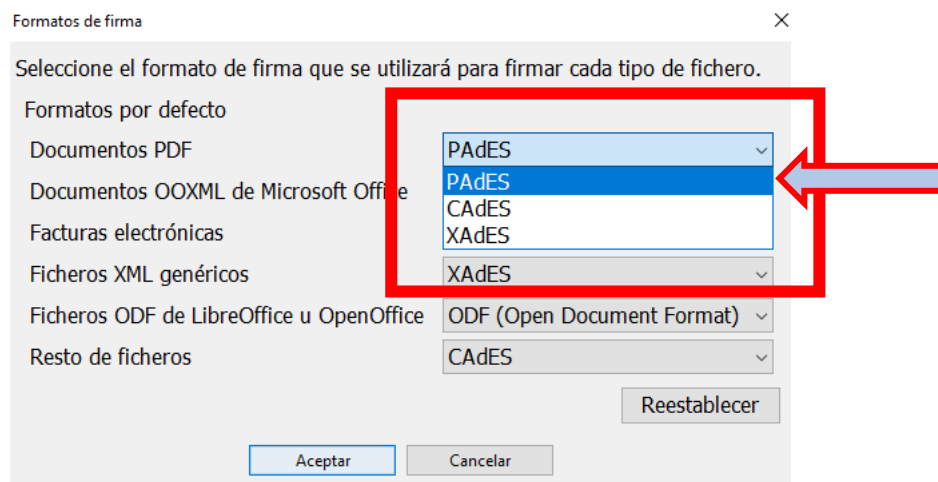 Formatos de firma
Seleccione el formato de firma que se utilizará para firmar cada tipo de fichero.
Formatos por defecto
Documentos PDF PAdES
PAdES
Documentos OOXML de Microsoft Office
CAdES
Facturas electrónicas XAdES
Ficheros XML genéricos XAdES
Ficheros ODF de LibreOffice u OpenOffice ODF (Open Document Format)
Resto de ficheros CAdES
Reestablecer
Aceptar Cancelar